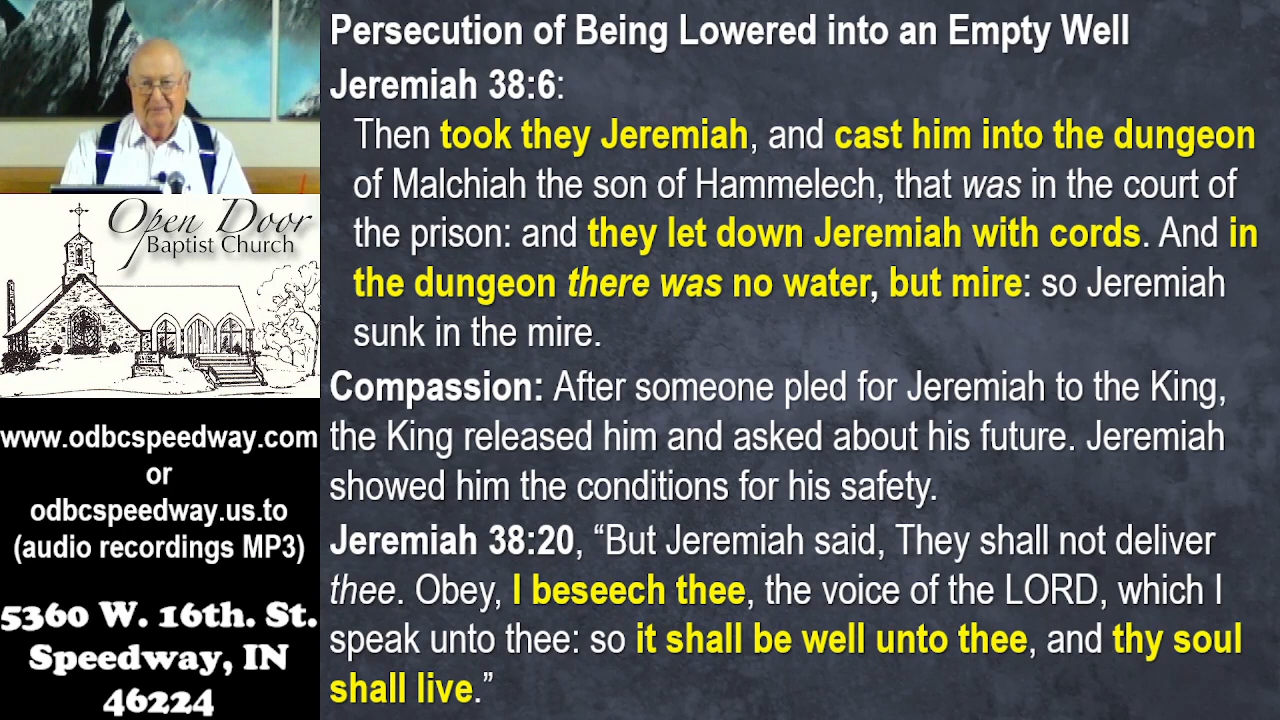 Open Door
Baptist Church
www.odbcspeedway.com
or
odbcspeedway.us.to
(audio recordings MP3)
5360 W. 16th. St.
Speedway, IN
46224
Persecution of Being Lowered into an Empty Well
Jeremiah 38:6:
Then took they Jeremiah, and cast him into the dungeon
of Malchiah the son of Hammelech, that was in the court of
the prison: and they let down Jeremiah with cords. And in
the dungeon there was no water, but mire: so Jeremiah
sunk in the mire.
Compassion: After someone pled for Jeremiah to the King,
the King released him and asked about his future. Jeremiah
showed him the conditions for his safety.
Jeremiah 38:20, “But Jeremiah said, They shall not deliver
thee. Obey, I beseech thee, the voice of the LORD, which I
speak unto thee: so it shall be well unto thee, and thy soul
shall live.”